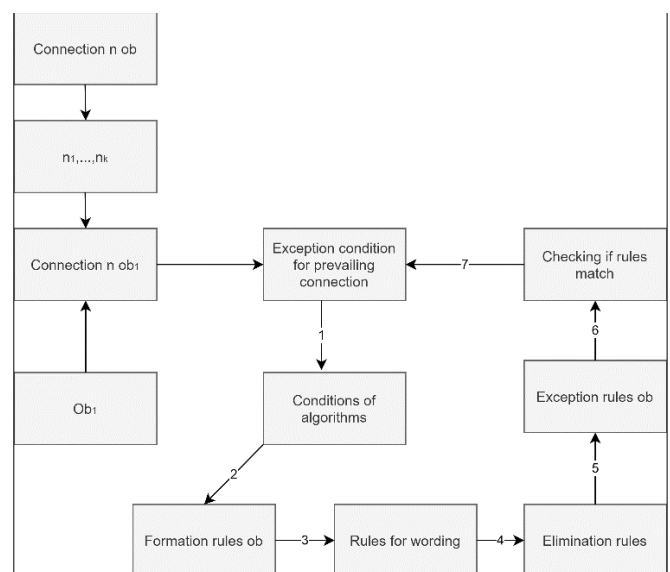 Connection n ob
n₁,...,nₖ
Connection n ob₁
Exception condition
for prevailing
connection
7
Checking if rules
match
1
6
Ob₁
Conditions of
algorithms
Exception rules ob
2
5
Formation rules ob
3
Rules for wording
4
Elimination rules